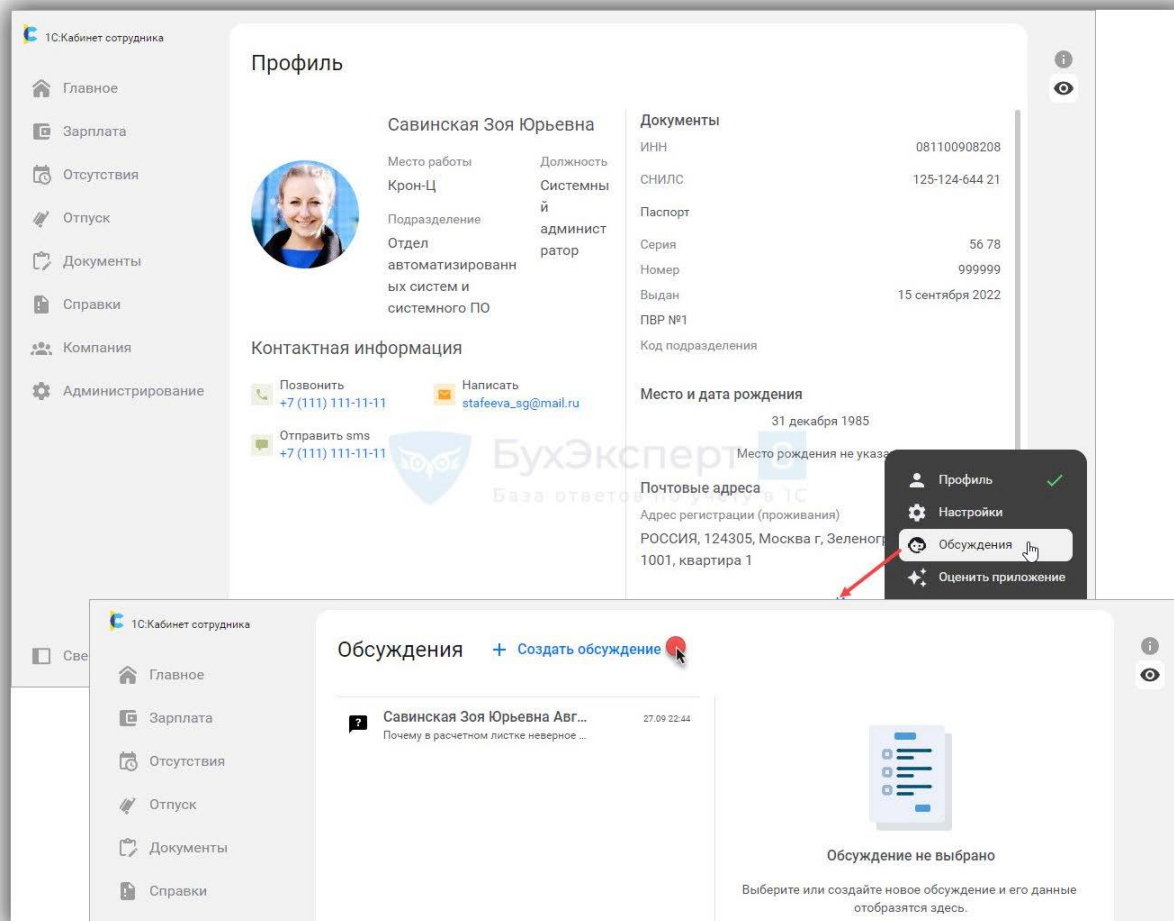 1С:Кабинет сотрудника
Главное
Зарплата
Отсутствия
Отпуск
Документы
Справки
Компания
Администрирование
Све
Профиль
Савинская Зоя Юрьевна
Место работы
Крон-Ц
Подразделение
Отдел
автоматизированн
ых систем и
системного ПО
Должность
Системны
й
админист
ратор
Контактная информация
Позвонить
+7 (111) 111-11-11
Написать
stafeeva_sg@mail.ru
Отправить sms
+7 (111) 111-11-11
Документы
ИНН 081100908208
СНИЛС 125-124-644 21
Паспорт
Серия 56 78
Номер 999999
Выдан 15 сентября 2022
ПВР №1
Код подразделения
Место и дата рождения
31 декабря 1985
Место рождения не указа
Почтовые адреса
Адрес регистрации (проживания)
РОССИЯ, 124305, Москва г, Зеленогр
1001, квартира 1
БухЭксперт 8
База ответов по учету в 1С
Профиль
Настройки
Обсуждения
Оценить приложение
1С:Кабинет сотрудника
Главное
Зарплата
Отсутствия
Отпуск
Документы
Справки
Обсуждения
+ Создать обсуждение
Савинская Зоя Юрьевна Авг... 27.09 22:44
Почему в расчетном листке неверное ...
Обсуждение не выбрано
Выберите или создайте новое обсуждение и его данные
отобразятся здесь.